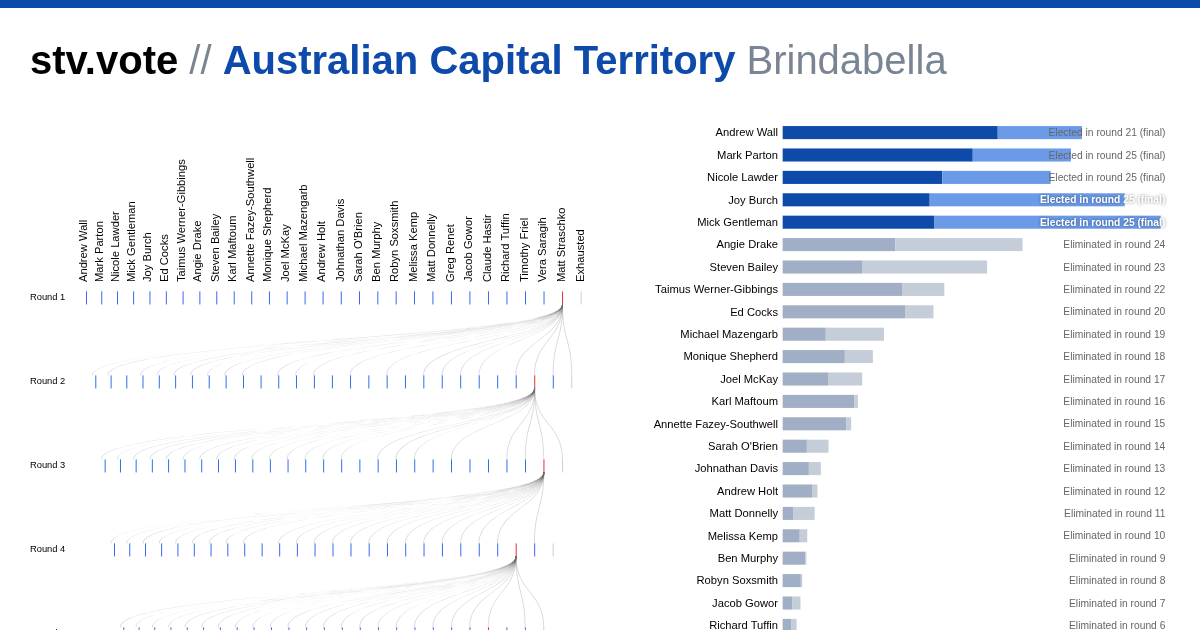 stv.vote // Australian Capital Territory Brindabella
Andrew Wall
Mark Parton
Nicole Lawder
Mick Gentleman
Joy Burch
Ed Cocks
Taimus Werner-Gibbings
Angie Drake
Steven Bailey
Karl Maftoum
Annette Fazey-Southwell
Monique Shepherd
Joel McKay
Michael Mazengarb
Andrew Holt
Johnathan Davis
Sarah O'Brien
Ben Murphy
Robyn Soxsmith
Melissa Kemp
Matt Donnelly
Greg Renet
Jacob Gowor
Claude Hastir
Richard Tuffin
Timothy Friel
Vera Saragih
Matt Straschko
Exhausted
Round 1
Round 2
Round 3
Round 4
Andrew Wall Elected in round 21 (final)
Mark Parton Elected in round 25 (final)
Nicole Lawder Elected in round 25 (final)
Joy Burch Elected in round 25 (final)
Mick Gentleman Elected in round 25 (final)
Angie Drake Eliminated in round 24
Steven Bailey Eliminated in round 23
Taimus Werner-Gibbings Eliminated in round 22
Ed Cocks Eliminated in round 20
Michael Mazengarb Eliminated in round 19
Monique Shepherd Eliminated in round 18
Joel McKay Eliminated in round 17
Karl Maftoum Eliminated in round 16
Annette Fazey-Southwell Eliminated in round 15
Sarah O'Brien Eliminated in round 14
Johnathan Davis Eliminated in round 13
Andrew Holt Eliminated in round 12
Matt Donnelly Eliminated in round 11
Melissa Kemp Eliminated in round 10
Ben Murphy Eliminated in round 9
Robyn Soxsmith Eliminated in round 8
Jacob Gowor Eliminated in round 7
Richard Tuffin Eliminated in round 6